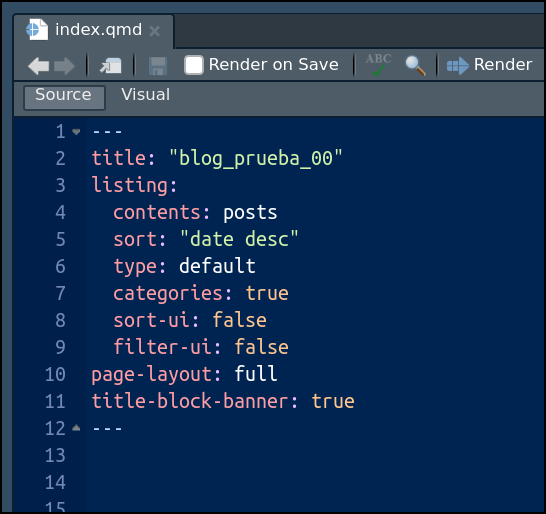 index.qmd ×
Render on Save ABC Render
Source Visual
1 ---
2 title: "blog_prueba_00"
3 listing:
4   contents: posts
5   sort: "date desc"
6   type: default
7   categories: true
8   sort-ui: false
9   filter-ui: false
10 page-layout: full
11 title-block-banner: true
12 ---
13
14
15